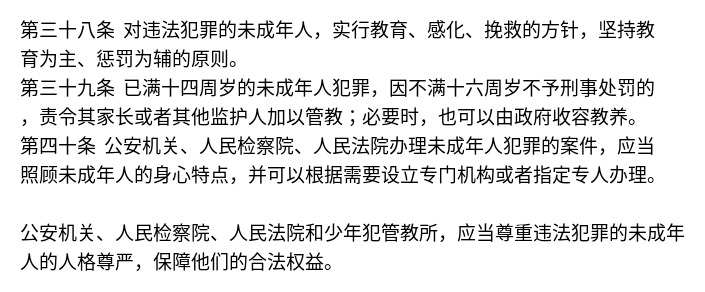 第三十八条 对违法犯罪的未成年人，实行教育、感化、挽救的方针，坚持教
育为主、惩罚为辅的原则。
第三十九条 已满十四周岁的未成年人犯罪，因不满十六周岁不予刑事处罚的
，责令其家长或者其他监护人加以管教；必要时，也可以由政府收容教养。
第四十条 公安机关、人民检察院、人民法院办理未成年人犯罪的案件，应当
照顾未成年人的身心特点，并可以根据需要设立专门机构或者指定专人办理。
公安机关、人民检察院、人民法院和少年犯管教所，应当尊重违法犯罪的未成年
人的人格尊严，保障他们的合法权益。